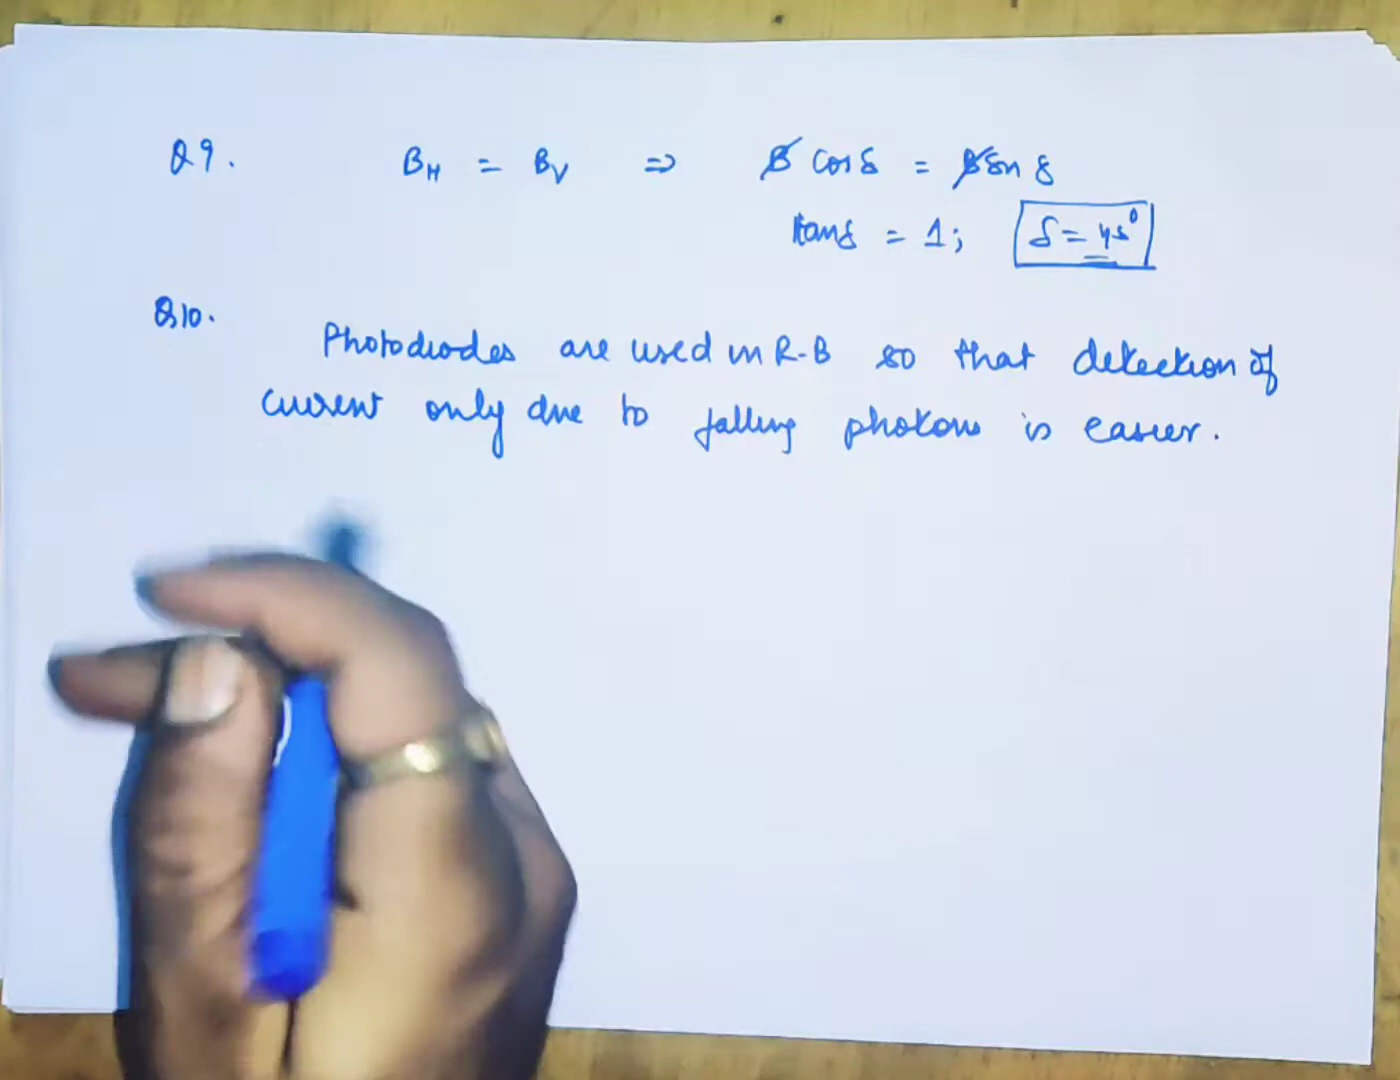 Q9. B_H = B_V ⇒ B cos δ = B sin δ
tan δ = 1; δ = 45°
Q10.
Photodiodes are used in R-B so that detection of
current only due to falling photons is easier.